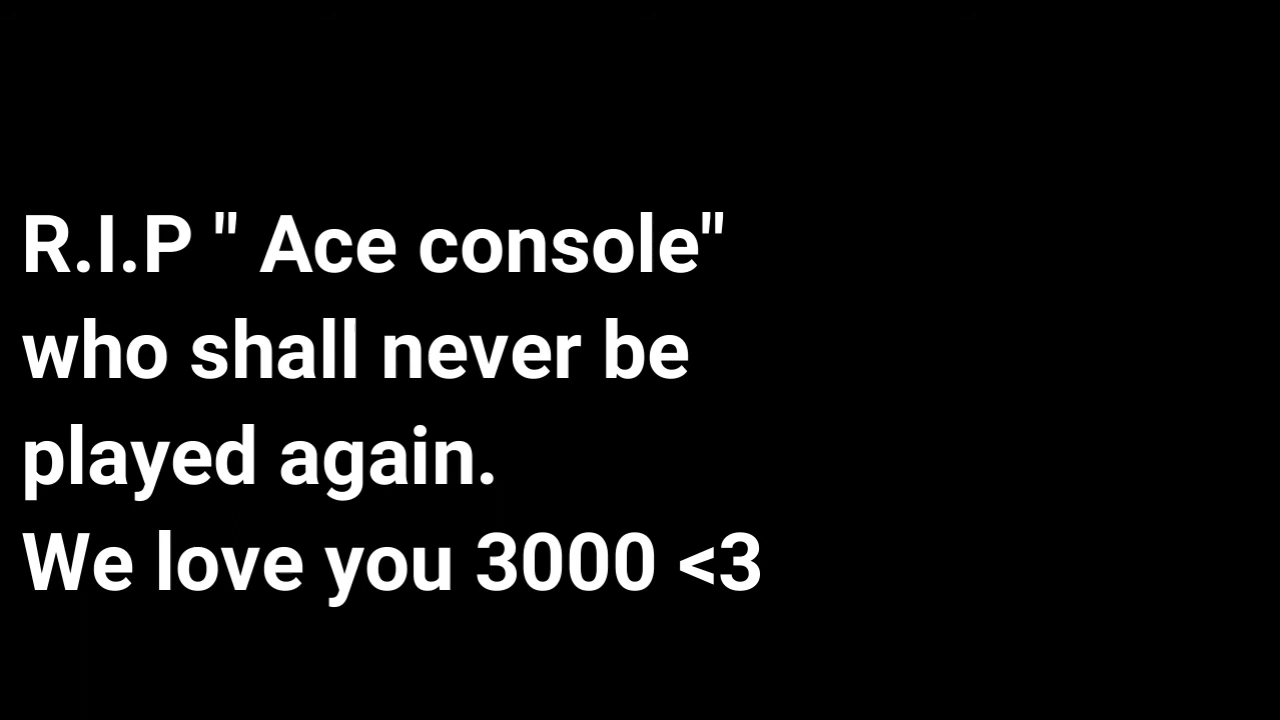 R.I.P " Ace console"
who shall never be
played again.
We love you 3000 <3